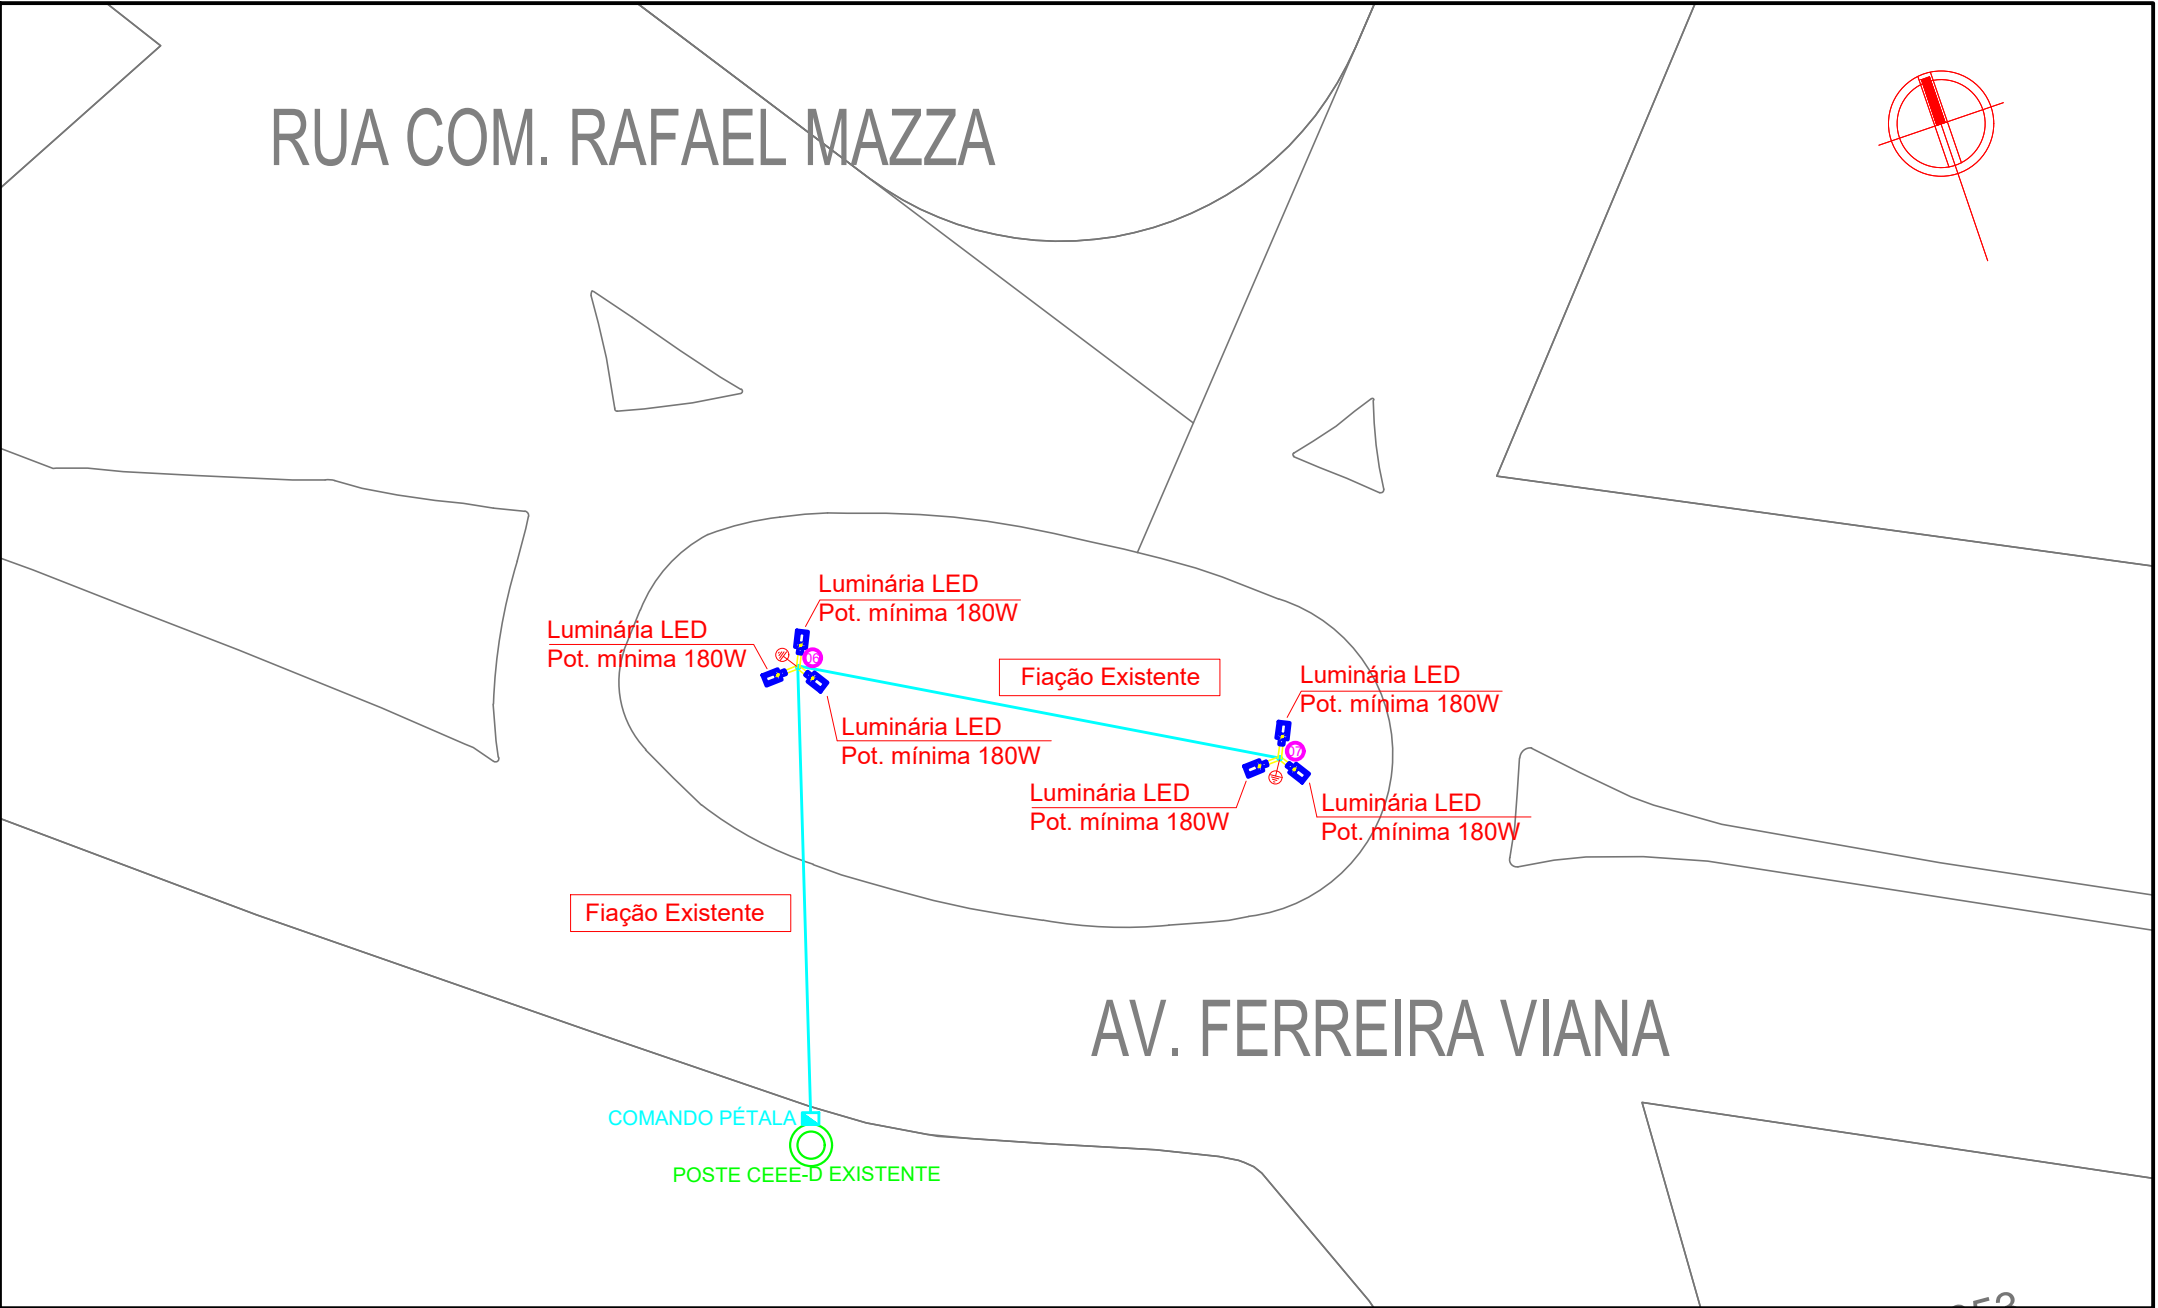 RUA COM. RAFAEL MAZZA
Luminária LED
Pot. mínima 180W
Luminária LED
Pot. mínima 180W
06
Luminária LED
Pot. mínima 180W
Fiação Existente
Luminária LED
Pot. mínima 180W
07
Luminária LED
Pot. mínima 180W
Luminária LED
Pot. mínima 180W
Fiação Existente
AV. FERREIRA VIANA
COMANDO PÉTALA
POSTE CEEE-D EXISTENTE